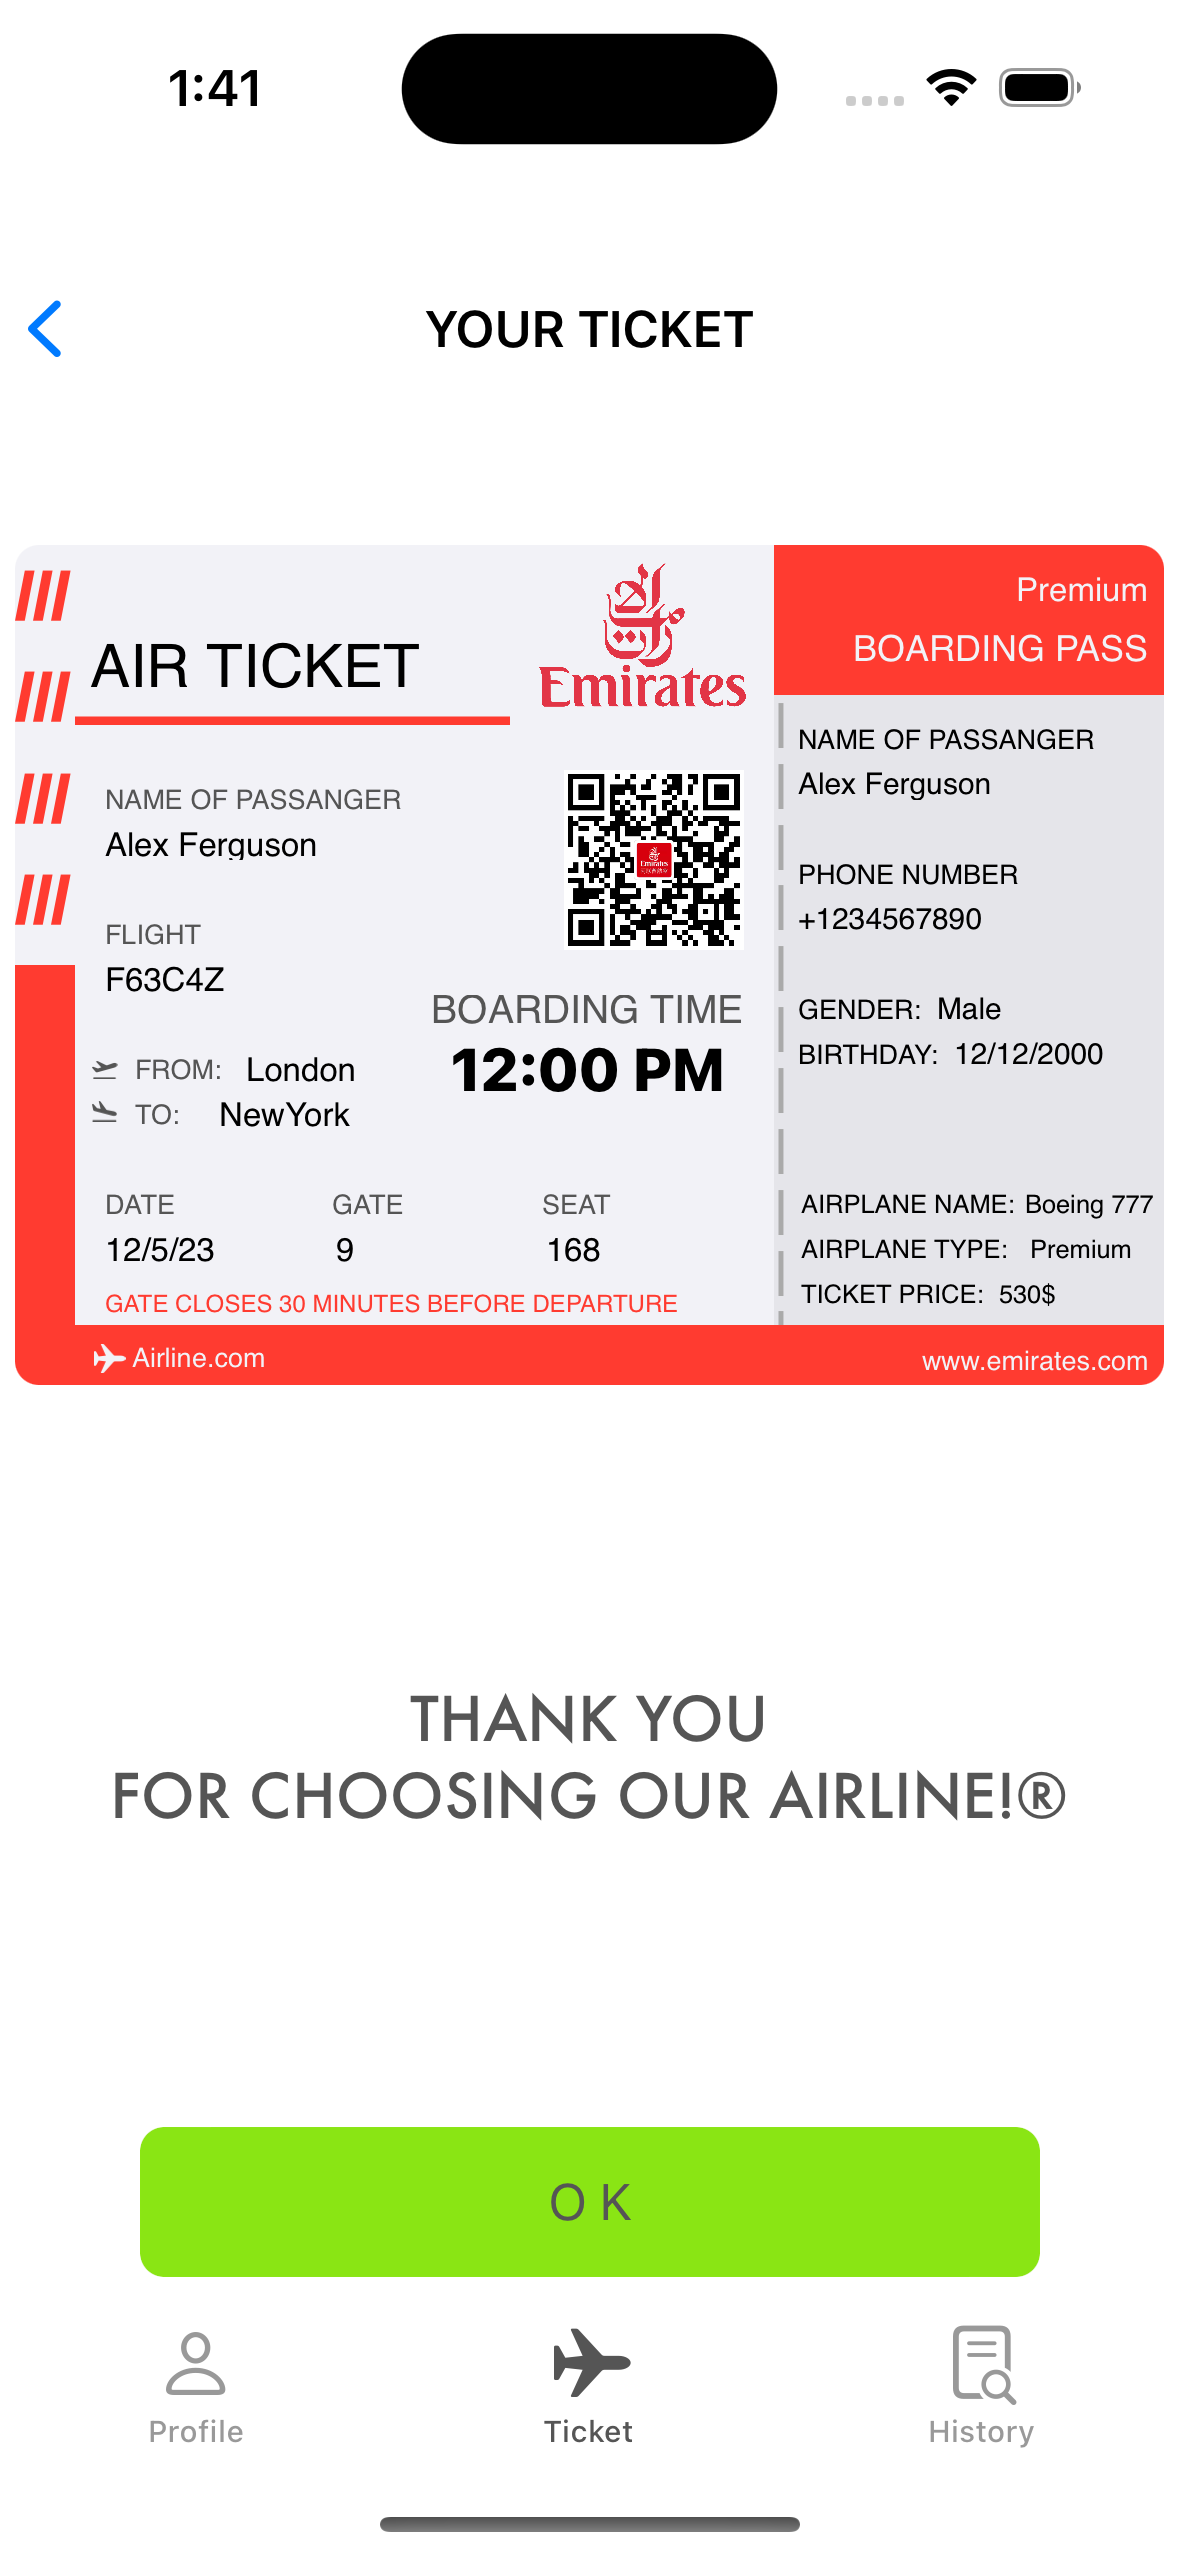 1:41
YOUR TICKET
AIR TICKET
Emirates
Premium
BOARDING PASS
NAME OF PASSANGER
Alex Ferguson
FLIGHT
F63C4Z
FROM: London
TO: NewYork
BOARDING TIME
12:00 PM
DATE GATE SEAT
12/5/23 9 168
GATE CLOSES 30 MINUTES BEFORE DEPARTURE
NAME OF PASSANGER
Alex Ferguson
PHONE NUMBER
+1234567890
GENDER: Male
BIRTHDAY: 12/12/2000
AIRPLANE NAME: Boeing 777
AIRPLANE TYPE: Premium
TICKET PRICE: 530$
Airline.com
www.emirates.com
THANK YOU
FOR CHOOSING OUR AIRLINE!®
OK
Profile
Ticket
History